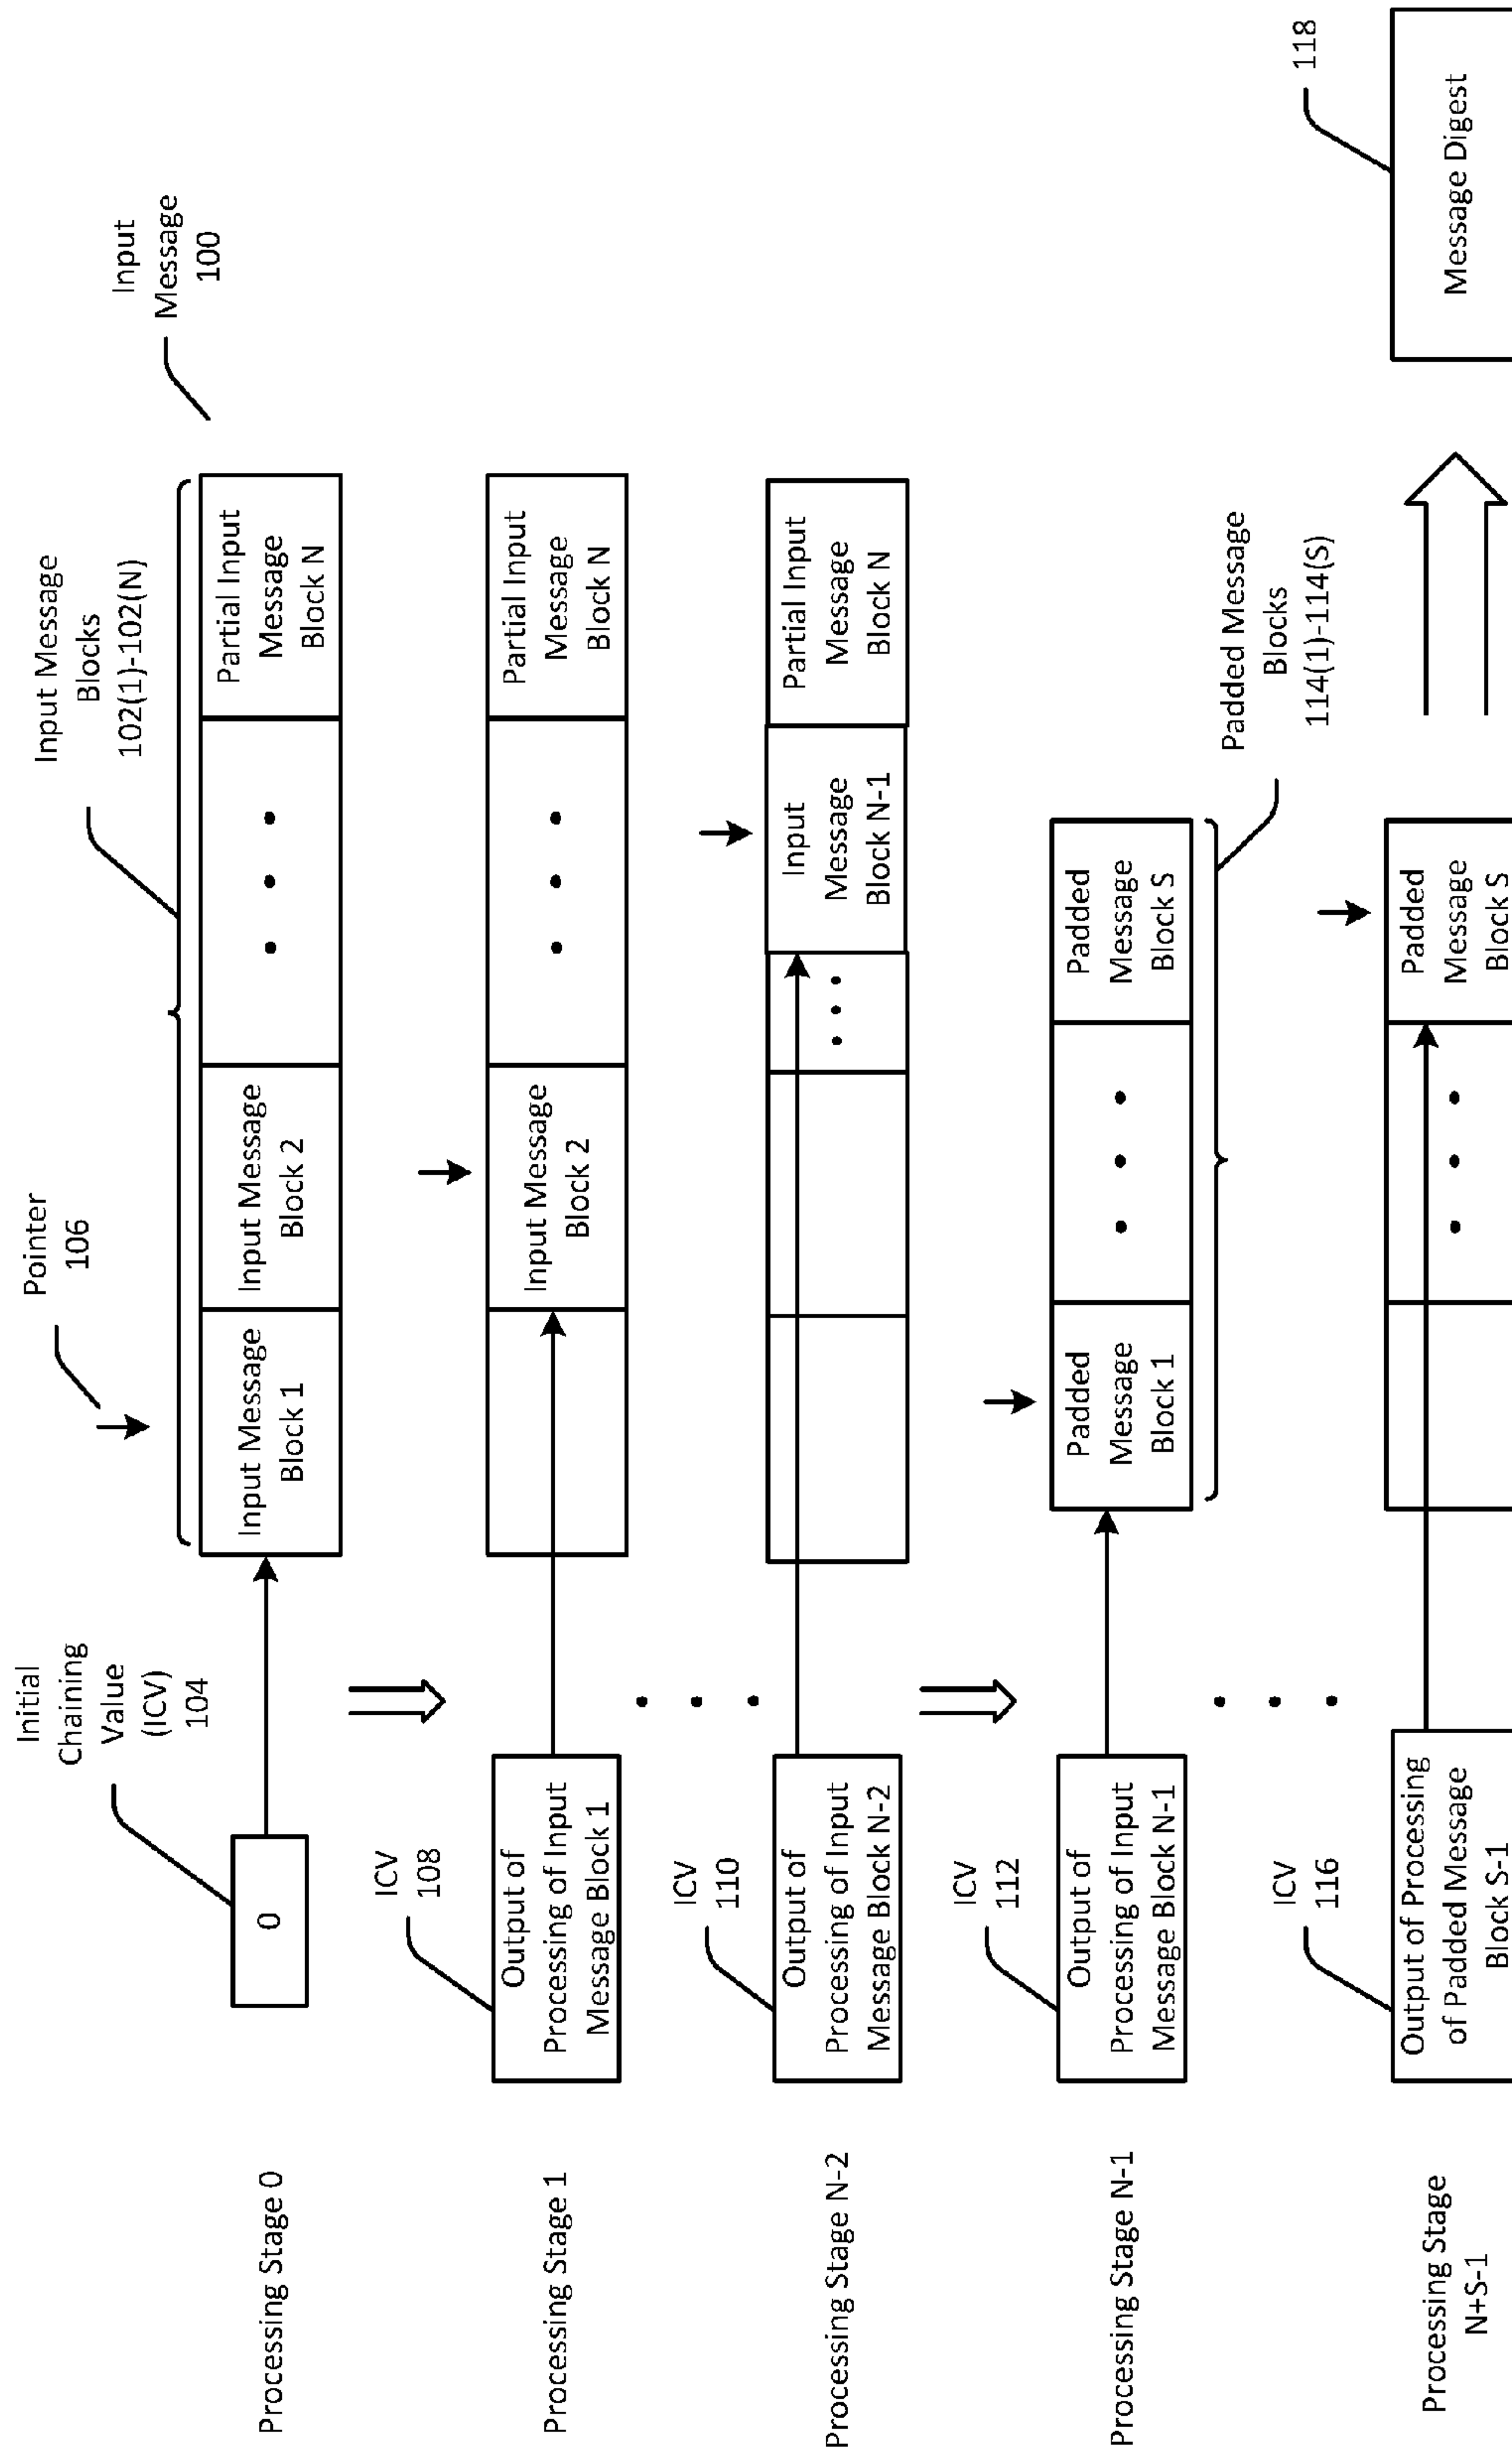 Pointer
106
Input Message
Blocks
102(1)-102(N)
Input
Message
100
Initial
Chaining
Value
(ICV)
104
Processing Stage 0
0
Input Message
Block 1
Input Message
Block 2
• • •
Partial Input
Message
Block N
ICV
108
Processing Stage 1
Output of
Processing of Input
Message Block 1
Input Message
Block 2
• • •
Partial Input
Message
Block N
ICV
110
Processing Stage N-2
Output of
Processing of Input
Message Block N-2
• • •
Input
Message
Block N-1
Partial Input
Message
Block N
ICV
112
Processing Stage N-1
Output of
Processing of Input
Message Block N-1
Padded
Message
Block 1
• • •
Padded
Message
Block S
Padded Message
Blocks
114(1)-114(S)
ICV
116
Processing Stage
N+S-1
Output of Processing
of Padded Message
Block S-1
• • •
Padded
Message
Block S
118
Message Digest